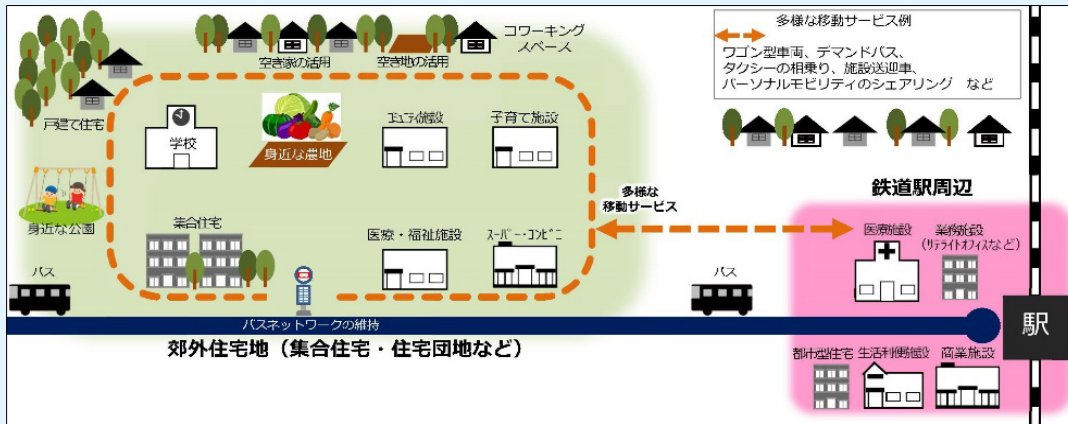 コワーキング
スペース
空き家の活用
空き地の活用
戸建て住宅
学校
身近な農地
コミュニティ施設
子育て施設
身近な公園
集合住宅
医療・福祉施設
スーパー・コンビニ
バス
バスネットワークの維持
郊外住宅地（集合住宅・住宅団地など）
多様な移動サービス例
ワゴン型車両、デマンドバス、
タクシーの相乗り、施設送迎車、
パーソナルモビリティのシェアリング　など
多様な
移動サービス
バス
鉄道駅周辺
医療施設
業務施設
(サテライトオフィスなど)
駅
都市型住宅
生活利便施設
商業施設